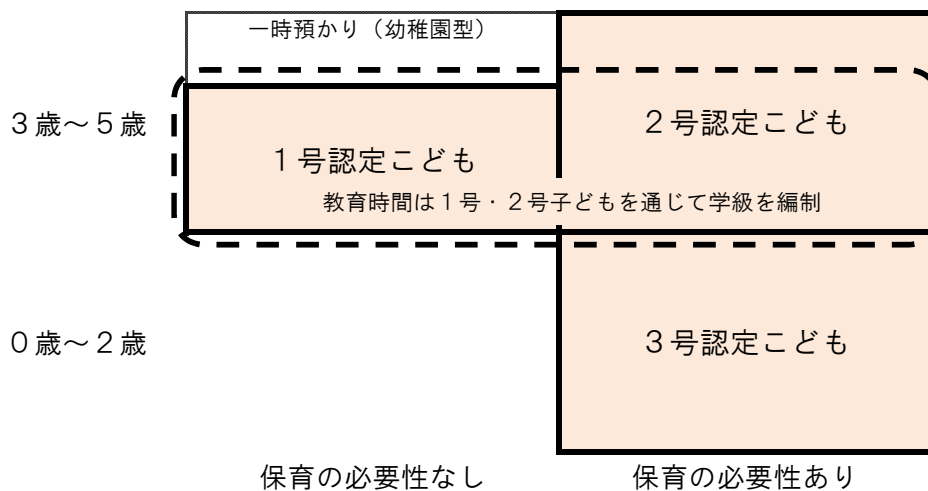 一時預かり（幼稚園型）
３歳～５歳
２号認定こども
１号認定こども
教育時間は１号・２号子どもを通じて学級を編制
０歳～２歳
３号認定こども
保育の必要性なし
保育の必要性あり